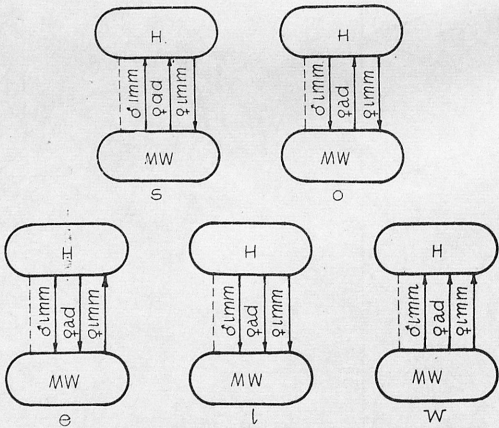 H H
♂imm ♀ad ♀imm ♂imm ♀ad ♀imm
MW MW
s o
H H H
♂imm ♀ad ♀imm ♂imm ♀ad ♀imm ♂imm ♀ad ♀imm
MW MW MW
e l